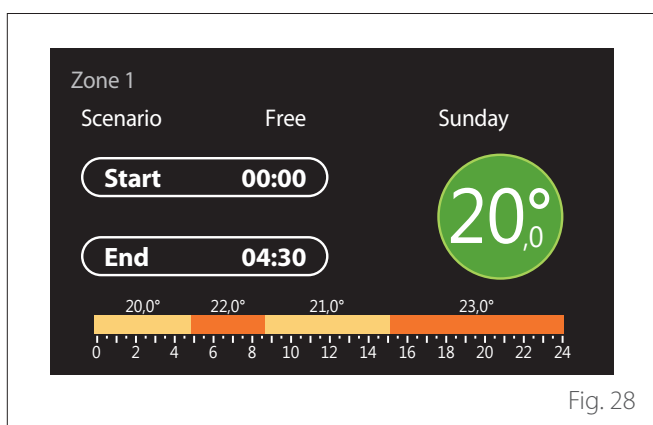 Zone 1
Scenario Free Sunday
Start 00:00
20°,0
End 04:30
20,0° 22,0° 21,0° 23,0°
0 2 4 6 8 10 12 14 16 18 20 22 24
Fig. 28